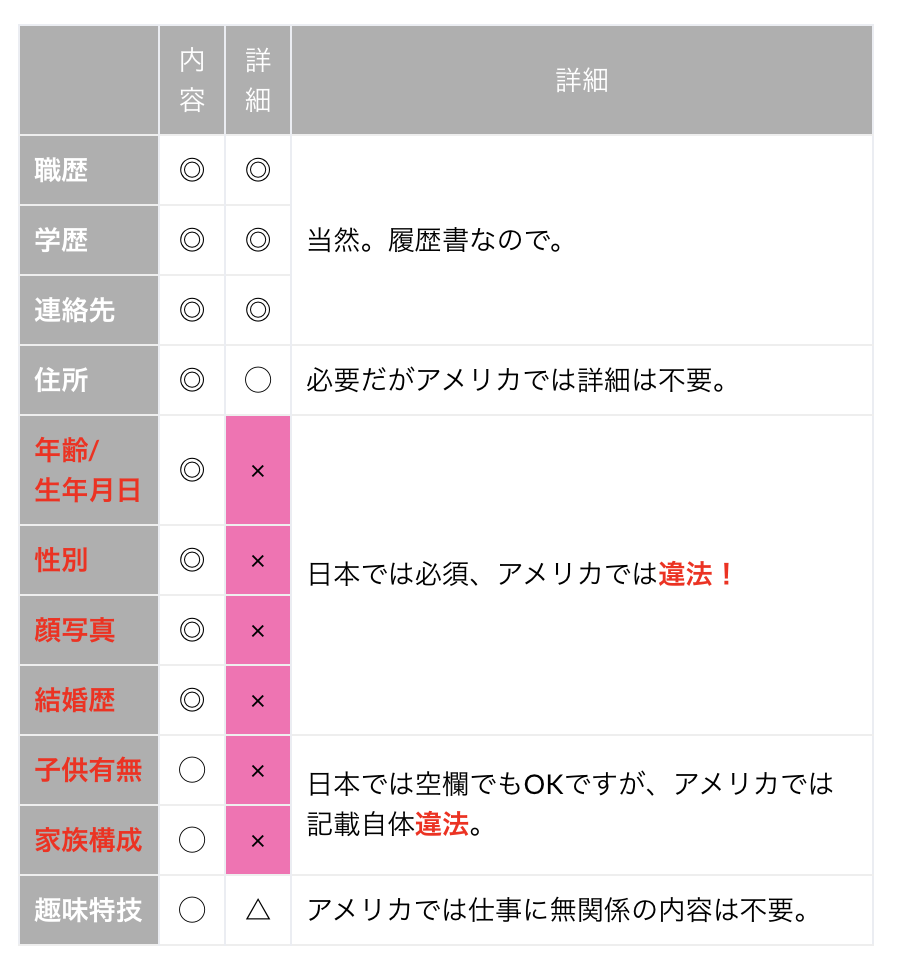 内容 詳細 詳細
職歴 ◎ ◎ 当然。履歴書なので。
学歴 ◎ ◎
連絡先 ◎ ◎
住所 ◎ ◯ 必要だがアメリカでは詳細は不要。
年齢/
生年月日 ◎ × 日本では必須、アメリカでは違法！
性別 ◎ ×
顔写真 ◎ ×
結婚歴 ◎ ×
子供有無 ◯ × 日本では空欄でもOKですが、アメリカでは
記載自体違法。
家族構成 ◯ ×
趣味特技 ◯ △ アメリカでは仕事に無関係の内容は不要。